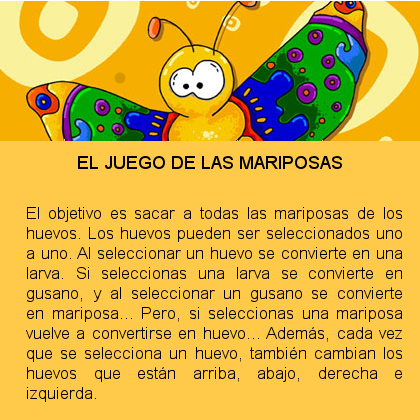 EL JUEGO DE LAS MARIPOSAS
El objetivo es sacar a todas las mariposas de los
huevos. Los huevos pueden ser seleccionados uno
a uno. Al seleccionar un huevo se convierte en una
larva. Si seleccionas una larva se convierte en
gusano, y al seleccionar un gusano se convierte
en mariposa... Pero, si seleccionas una mariposa
vuelve a convertirse en huevo... Además, cada vez
que se selecciona un huevo, también cambian los
huevos que están arriba, abajo, derecha e
izquierda.